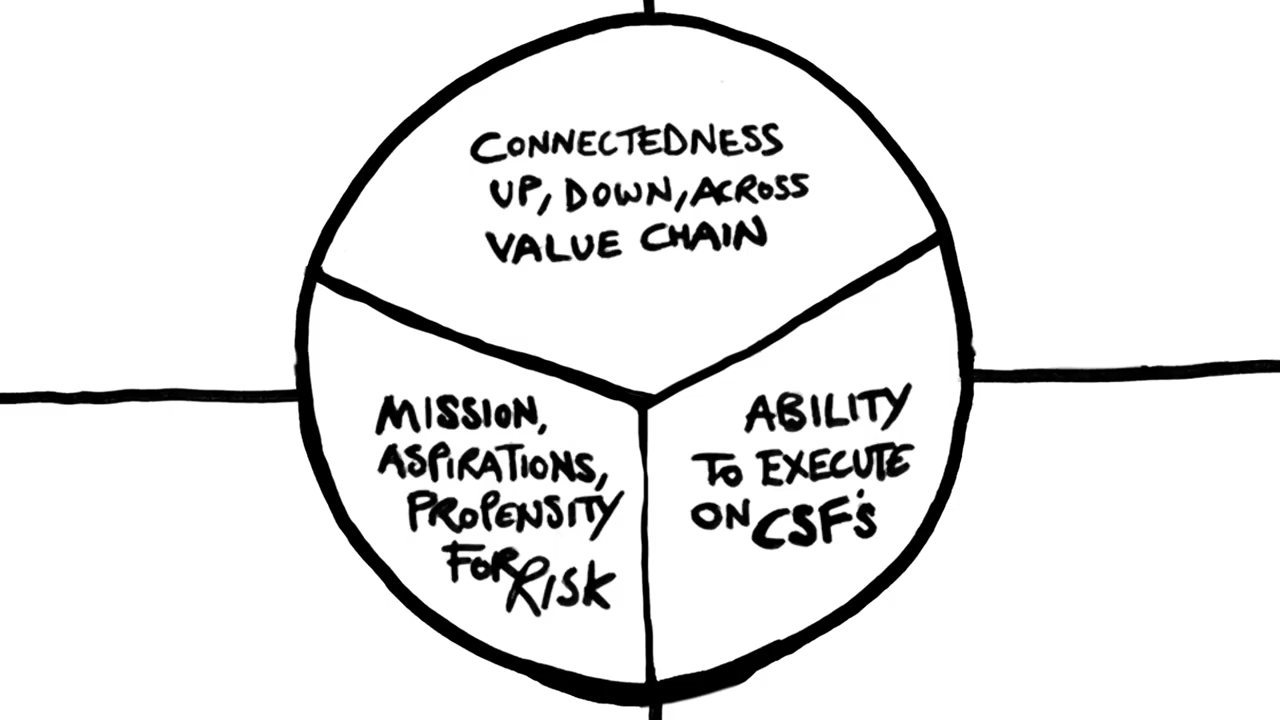 CONNECTEDNESS
UP, DOWN, ACROSS
VALUE CHAIN
MISSION,
ASPIRATIONS,
PROPENSITY
FOR RISK
ABILITY
TO EXECUTE
ON CSF's